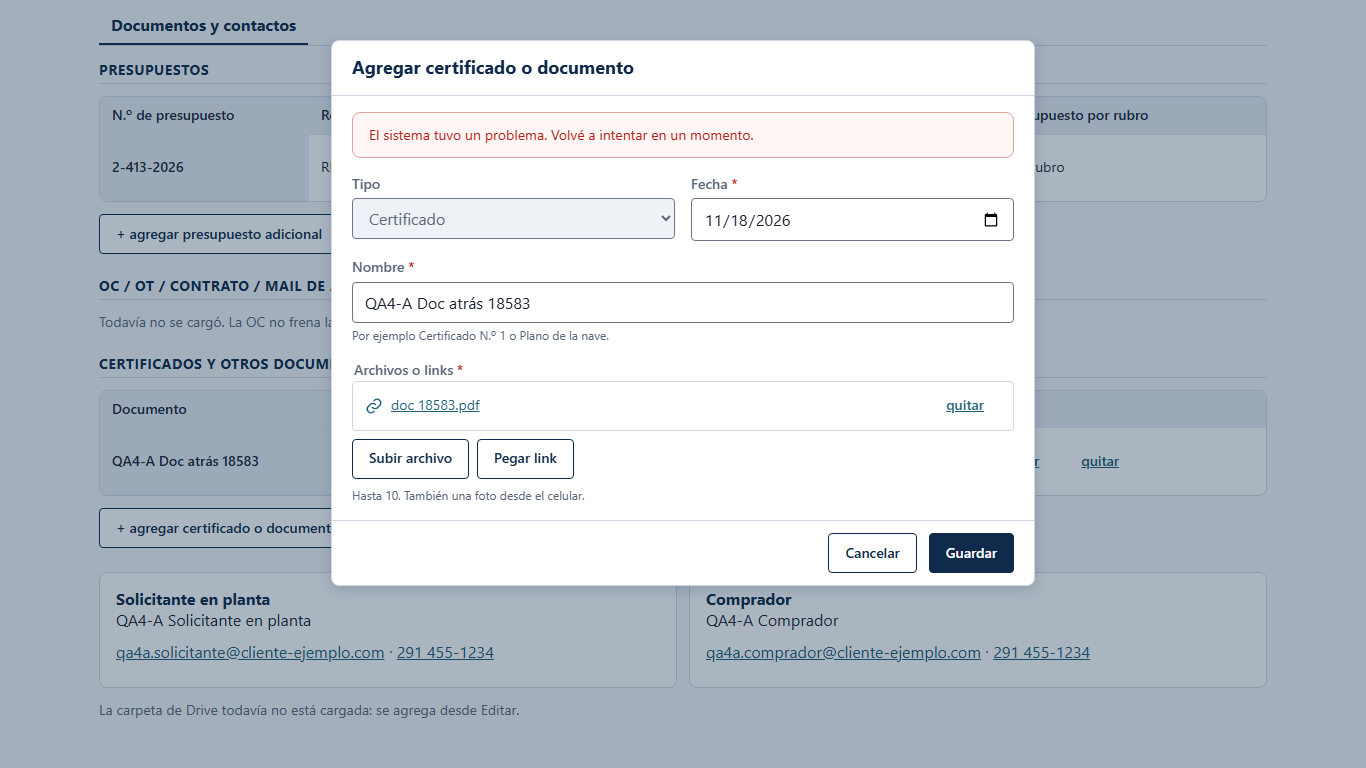 Documentos y contactos
PRESUPUESTOS
N.º de presupuesto
upuesto por rubro
2-413-2026
ubro
+ agregar presupuesto adicional
OC / OT / CONTRATO / MAIL DE
Todavía no se cargó. La OC no frena la
CERTIFICADOS Y OTROS DOCUM
Documento
QA4-A Doc atrás 18583
quitar
+ agregar certificado o document
Agregar certificado o documento
El sistema tuvo un problema. Volvé a intentar en un momento.
Tipo
Fecha *
Certificado
11/18/2026
Nombre *
QA4-A Doc atrás 18583
Por ejemplo Certificado N.º 1 o Plano de la nave.
Archivos o links *
doc 18583.pdf
quitar
Subir archivo
Pegar link
Hasta 10. También una foto desde el celular.
Cancelar
Guardar
Solicitante en planta
QA4-A Solicitante en planta
qa4a.solicitante@cliente-ejemplo.com · 291 455-1234
Comprador
QA4-A Comprador
qa4a.comprador@cliente-ejemplo.com · 291 455-1234
La carpeta de Drive todavía no está cargada: se agrega desde Editar.